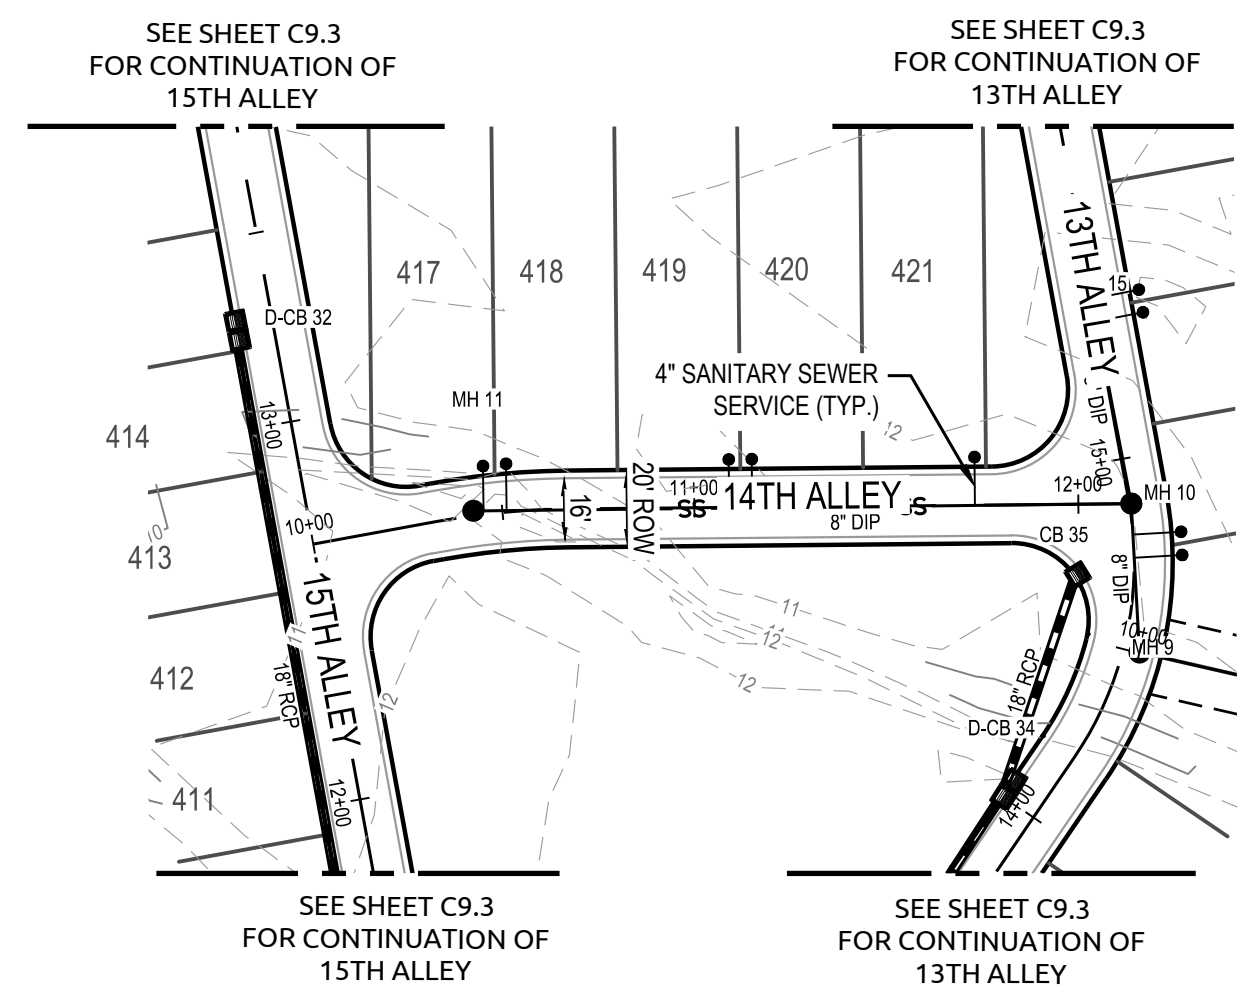 SEE SHEET C9.3
FOR CONTINUATION OF
15TH ALLEY
SEE SHEET C9.3
FOR CONTINUATION OF
13TH ALLEY
417
418
419
420
421
13TH ALLEY
15
D-CB 32
4" SANITARY SEWER
SERVICE (TYP.)
MH 11
13+00
414
12
DIP
15+00
10+00
11+00
14TH ALLEY
SS
S
8" DIP
12+00
MH 10
CB 35
16'
20' ROW
10
413
8" DIP
11
11
12
12
10+00
MH 9
15TH ALLEY
11
412
18" RCP
12
18" RCP
D-CB 34
411
12+00
14+00
SEE SHEET C9.3
FOR CONTINUATION OF
15TH ALLEY
SEE SHEET C9.3
FOR CONTINUATION OF
13TH ALLEY